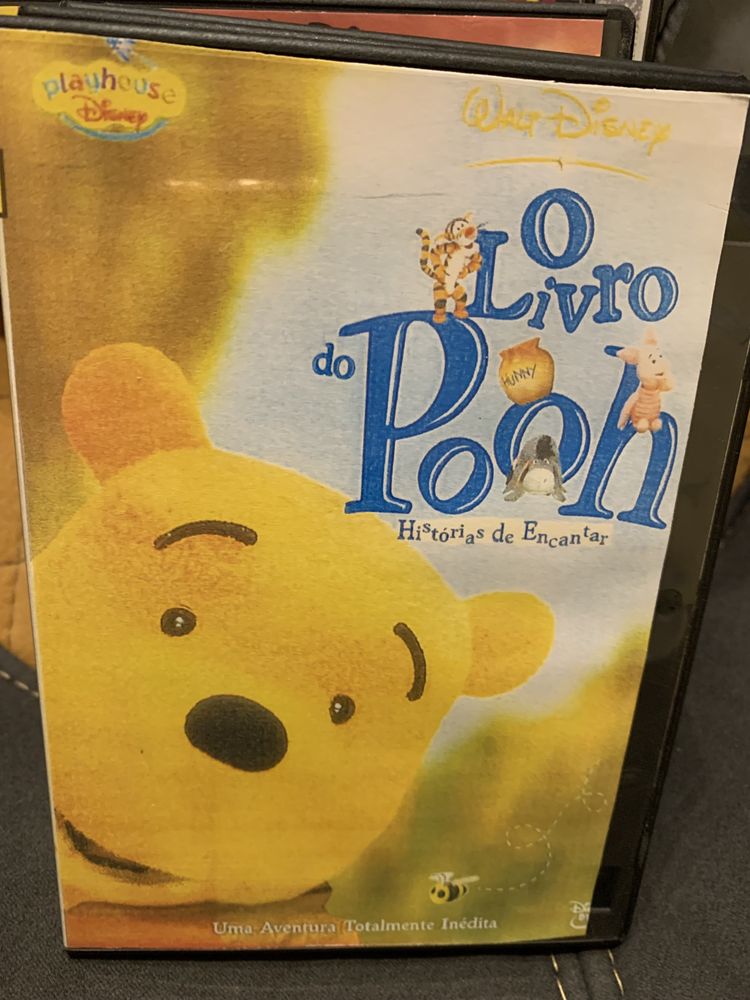 playhouse
Disney
Walt Disney
O
Livro
do
Pooh
HUNNY
Histórias de Encantar
Uma Aventura Totalmente Inédita